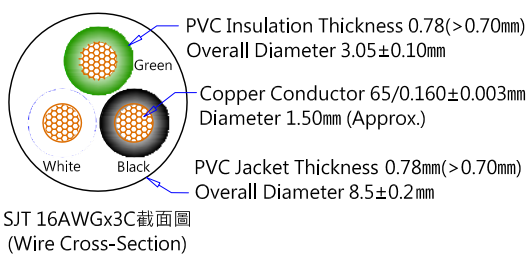 PVC Insulation Thickness 0.78(>0.70㎜)
Overall Diameter 3.05±0.10㎜
Green
Copper Conductor 65/0.160±0.003㎜
Diameter 1.50㎜ (Approx.)
White
Black
PVC Jacket Thickness 0.78㎜(>0.70㎜)
Overall Diameter 8.5±0.2㎜
SJT 16AWGx3C截面圖
(Wire Cross-Section)